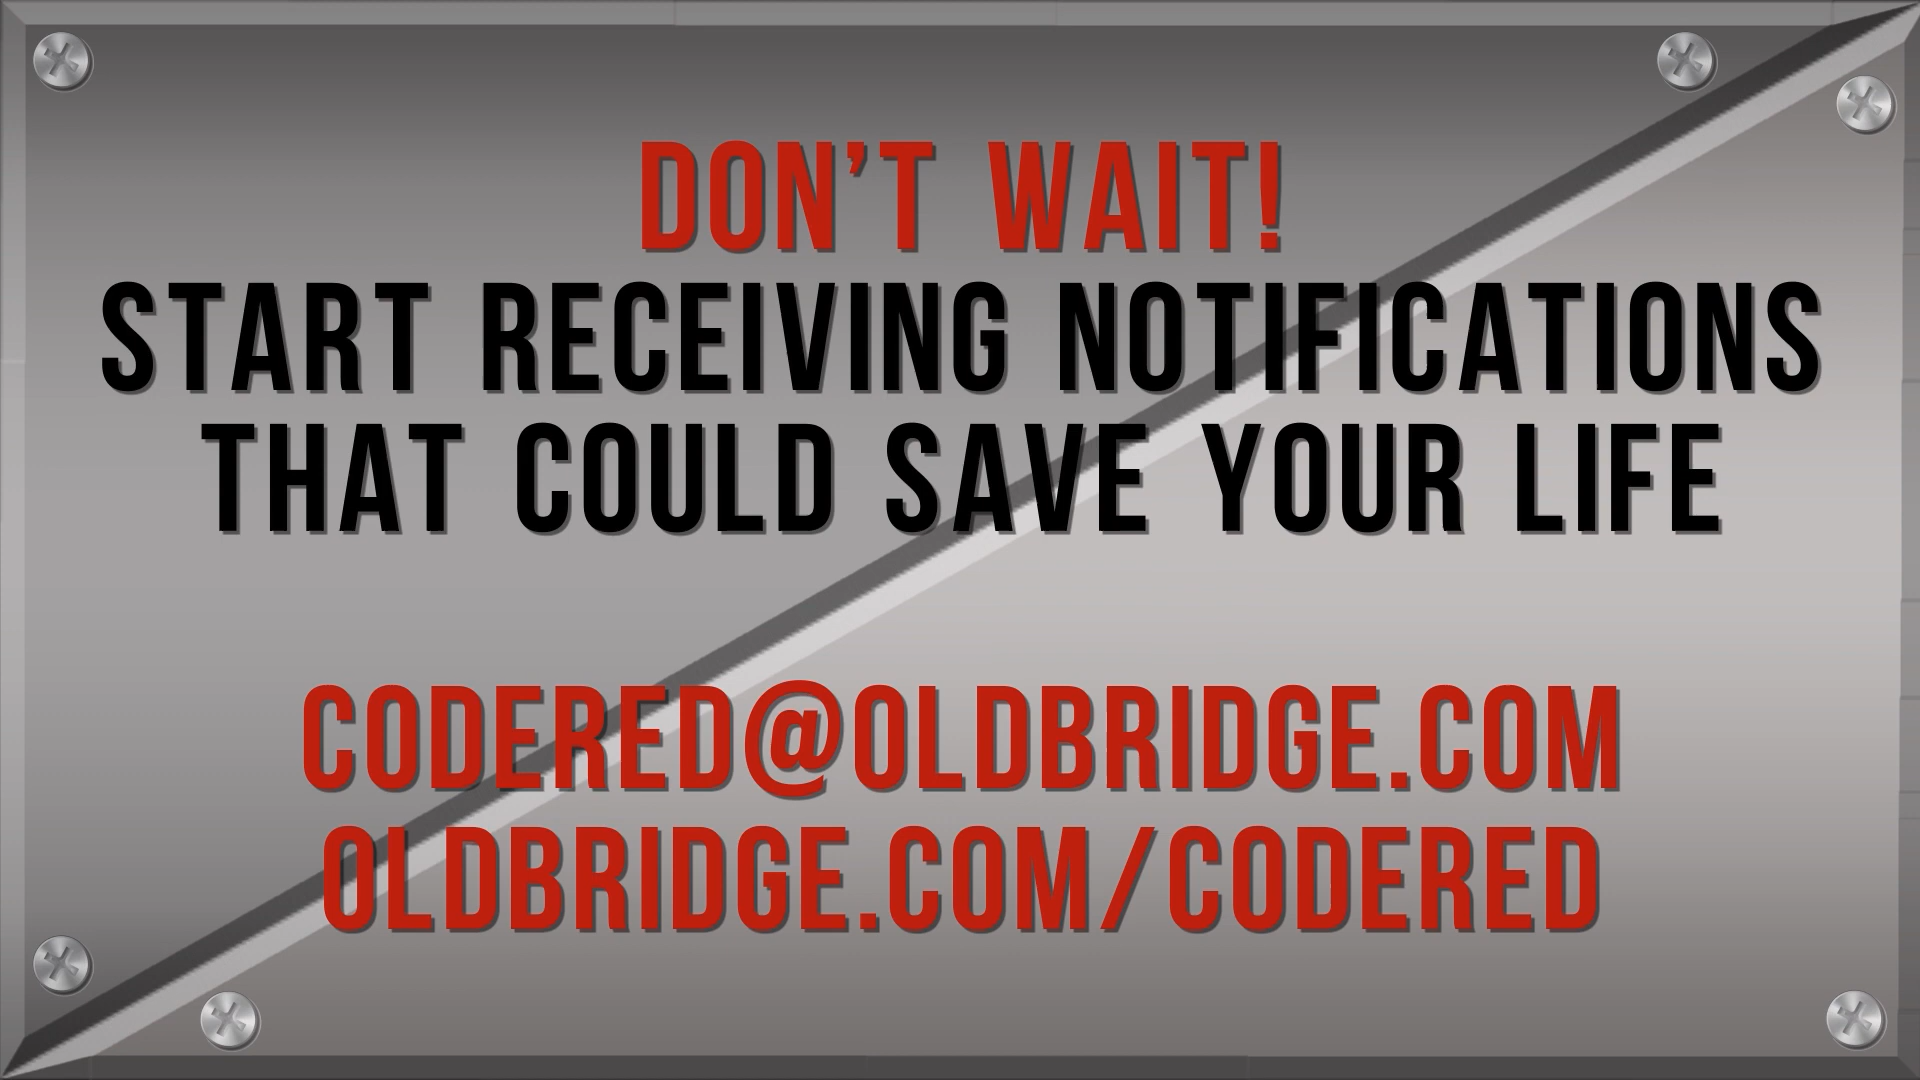 DON'T WAIT!
START RECEIVING NOTIFICATIONS
THAT COULD SAVE YOUR LIFE
CODERED@OLDBRIDGE.COM
OLDBRIDGE.COM/CODERED